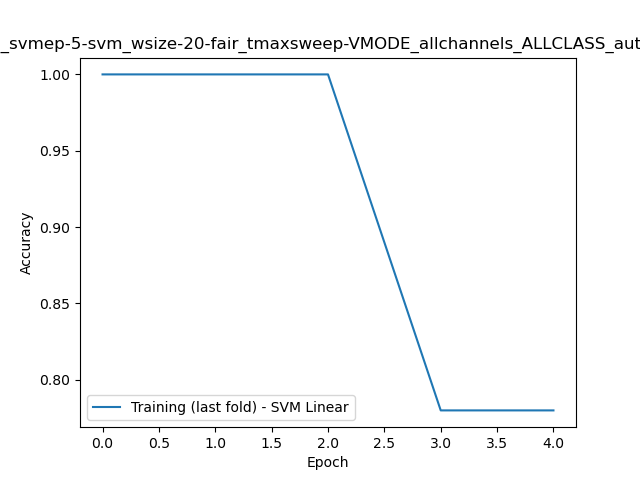 _svmep-5-svm_wsize-20-fair_tmaxsweep-VMODE_allchannels_ALLCLASS_aut
1.00
0.95
0.90
0.85
0.80
Accuracy
Training (last fold) - SVM Linear
0.0 0.5 1.0 1.5 2.0 2.5 3.0 3.5 4.0
Epoch